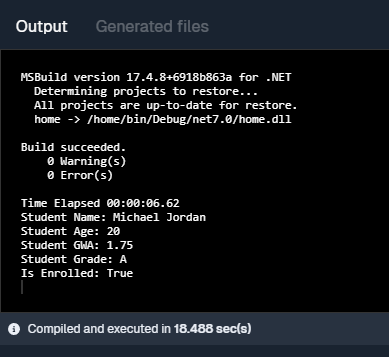 Output Generated files
MSBuild version 17.4.8+6918b863a for .NET
Determining projects to restore...
All projects are up-to-date for restore.
home -> /home/bin/Debug/net7.0/home.dll
Build succeeded.
0 Warning(s)
0 Error(s)
Time Elapsed 00:00:06.62
Student Name: Michael Jordan
Student Age: 20
Student GWA: 1.75
Student Grade: A
Is Enrolled: True
Compiled and executed in 18.488 sec(s)